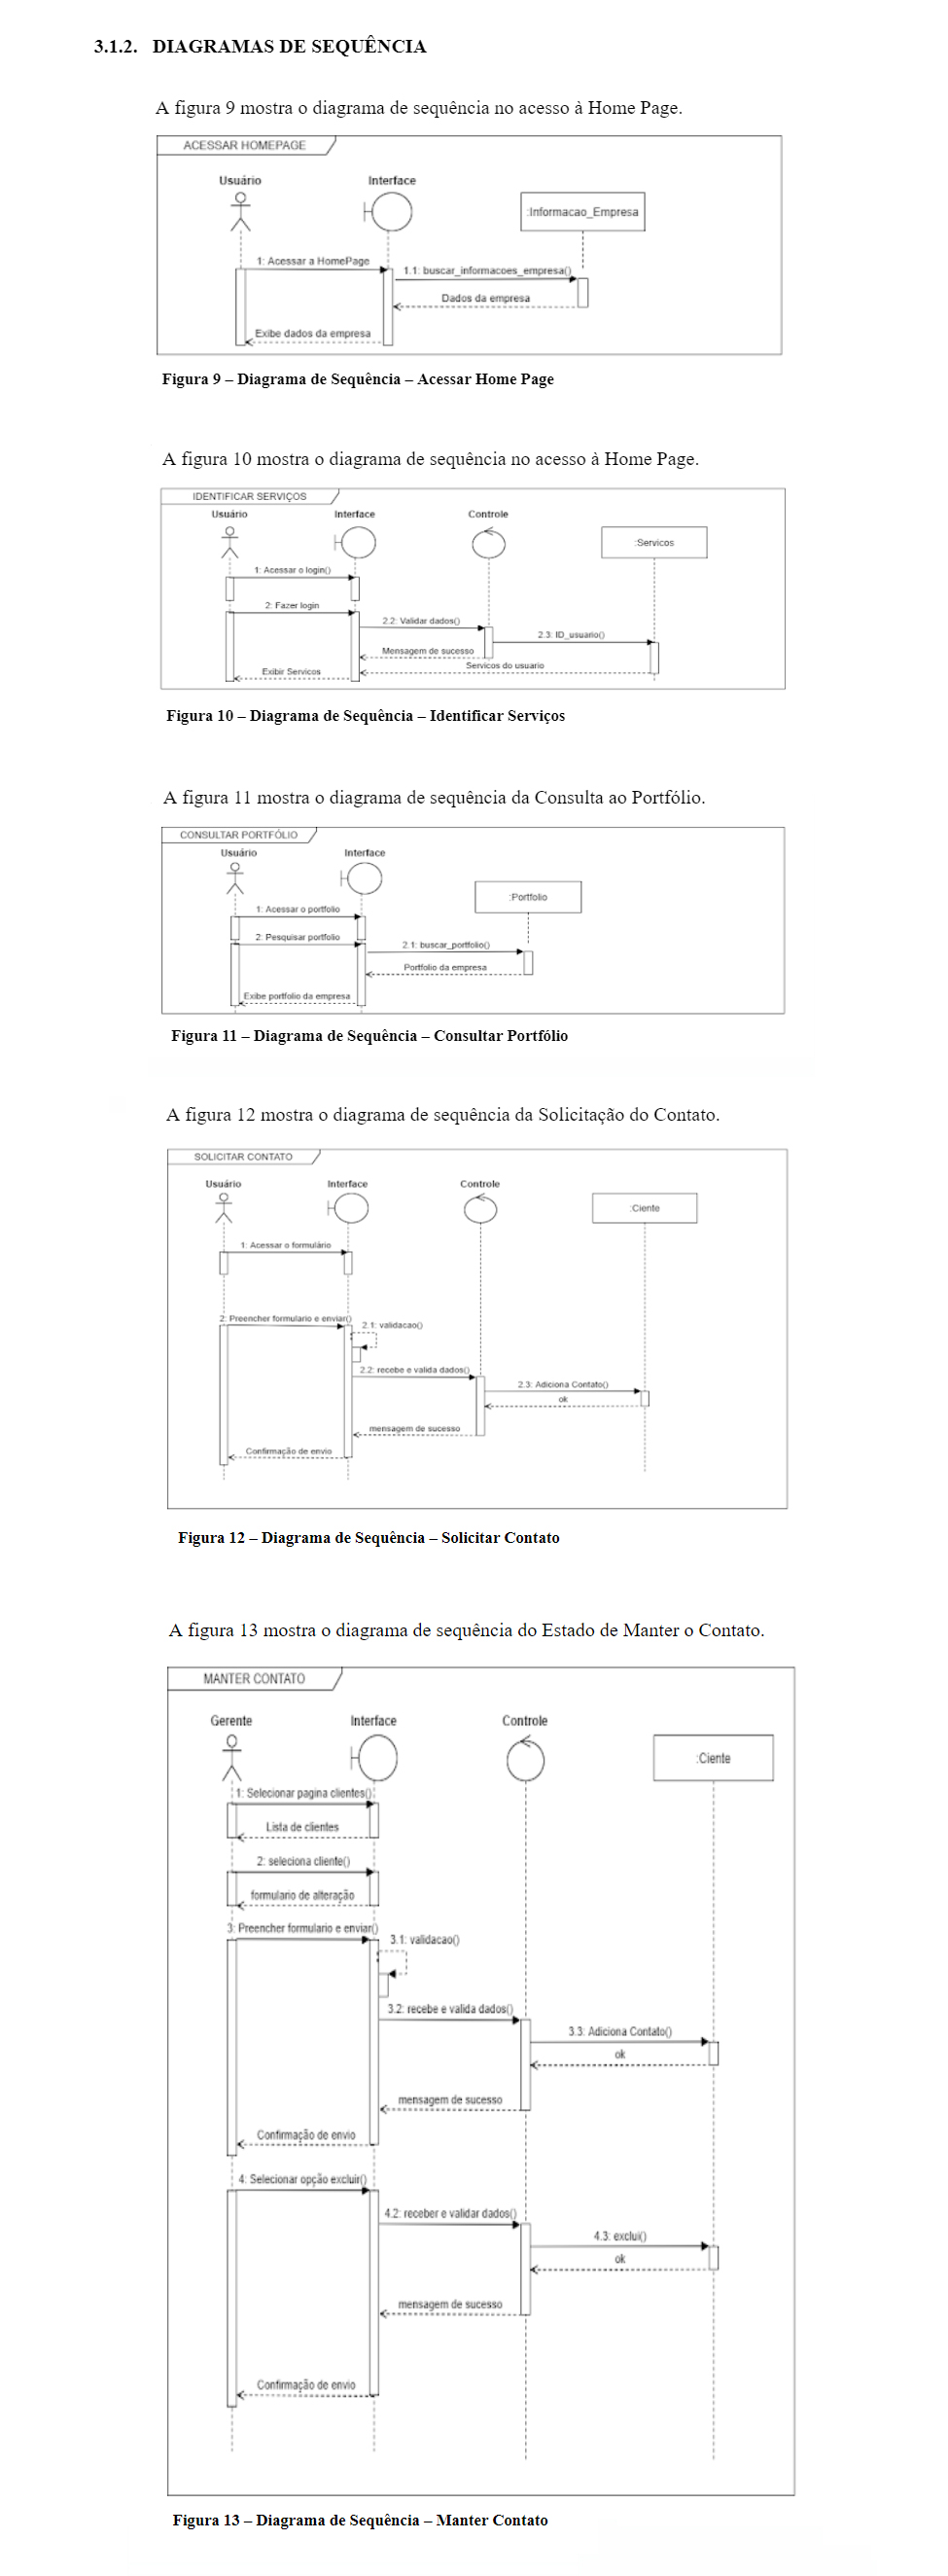 3.1.2. DIAGRAMAS DE SEQUÊNCIA
A figura 9 mostra o diagrama de sequência no acesso à Home Page.
ACESSAR HOMEPAGE
Usuário Interface
:Informacao_Empresa
1: Acessar a HomePage
1.1: buscar_informacoes_empresa()
Dados da empresa
Exibe dados da empresa
Figura 9 – Diagrama de Sequência – Acessar Home Page
A figura 10 mostra o diagrama de sequência no acesso à Home Page.
IDENTIFICAR SERVIÇOS
Usuário Interface Controle
:Servicos
1: Acessar o login()
2: Fazer login
2.2: Validar dados()
2.3: ID_usuario()
Mensagem de sucesso
Servicos do usuario
Exibir Servicos
Figura 10 – Diagrama de Sequência – Identificar Serviços
A figura 11 mostra o diagrama de sequência da Consulta ao Portfólio.
CONSULTAR PORTFÓLIO
Usuário Interface
:Portfolio
1: Acessar o portfolio
2: Pesquisar portfolio
2.1: buscar_portfolio()
Portfolio da empresa
Exibe portfolio da empresa
Figura 11 – Diagrama de Sequência – Consultar Portfólio
A figura 12 mostra o diagrama de sequência da Solicitação do Contato.
SOLICITAR CONTATO
Usuário Interface Controle
:Ciente
1: Acessar o formulário
2: Preencher formulario e enviar()
2.1: validacao()
2.2: recebe e valida dados()
2.3: Adiciona Contato()
ok
mensagem de sucesso
Confirmação de envio
Figura 12 – Diagrama de Sequência – Solicitar Contato
A figura 13 mostra o diagrama de sequência do Estado de Manter o Contato.
MANTER CONTATO
Gerente Interface Controle
:Ciente
1: Selecionar pagina clientes()
Lista de clientes
2: seleciona cliente()
formulario de alteração
3: Preencher formulario e enviar()
3.1: validacao()
3.2: recebe e valida dados()
3.3: Adiciona Contato()
ok
mensagem de sucesso
Confirmação de envio
4: Selecionar opção excluir()
4.2: receber e validar dados()
4.3: exclui()
ok
mensagem de sucesso
Confirmação de envio
Figura 13 – Diagrama de Sequência – Manter Contato